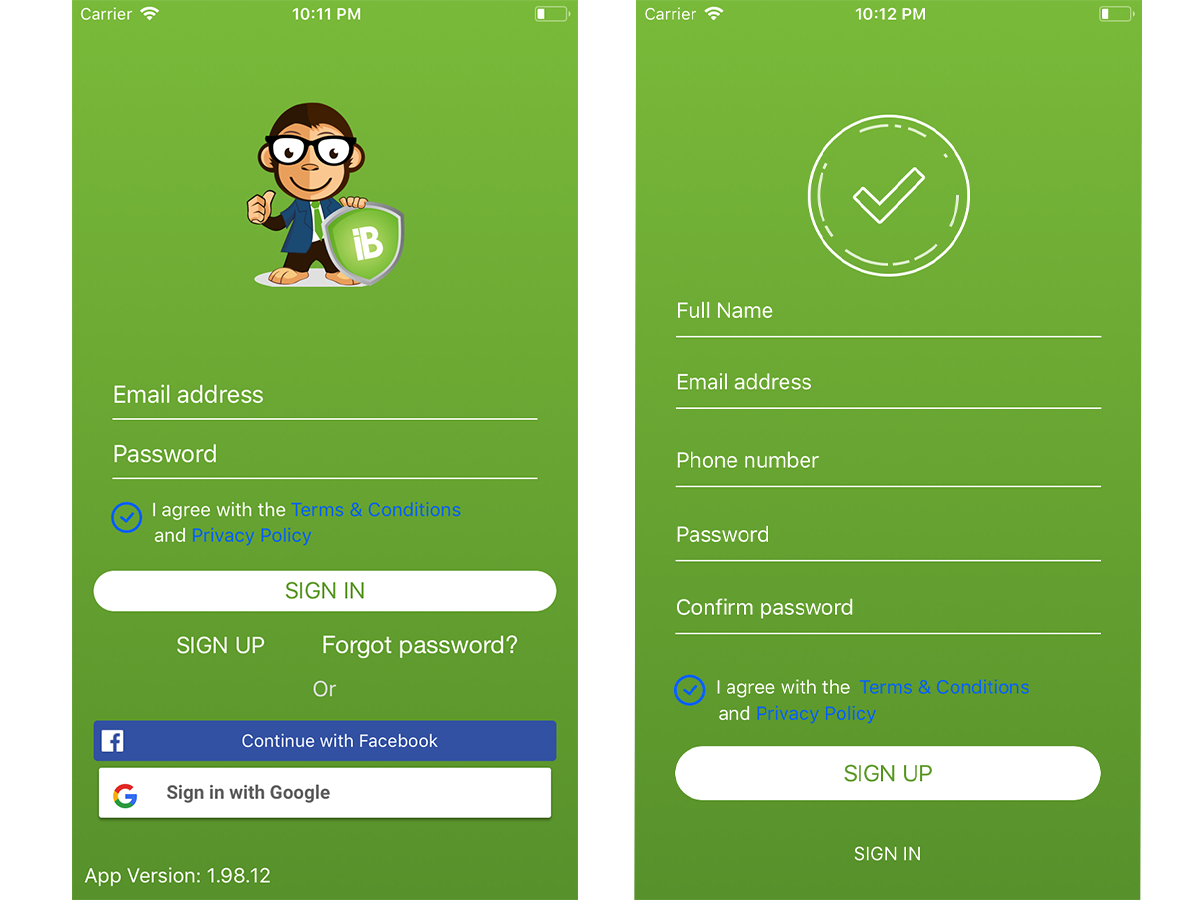 Carrier
10:11 PM
iB
Email address
Password
I agree with the Terms & Conditions
and Privacy Policy
SIGN IN
SIGN UP
Forgot password?
Or
Continue with Facebook
Sign in with Google
App Version: 1.98.12
Carrier
10:12 PM
Full Name
Email address
Phone number
Password
Confirm password
I agree with the Terms & Conditions
and Privacy Policy
SIGN UP
SIGN IN